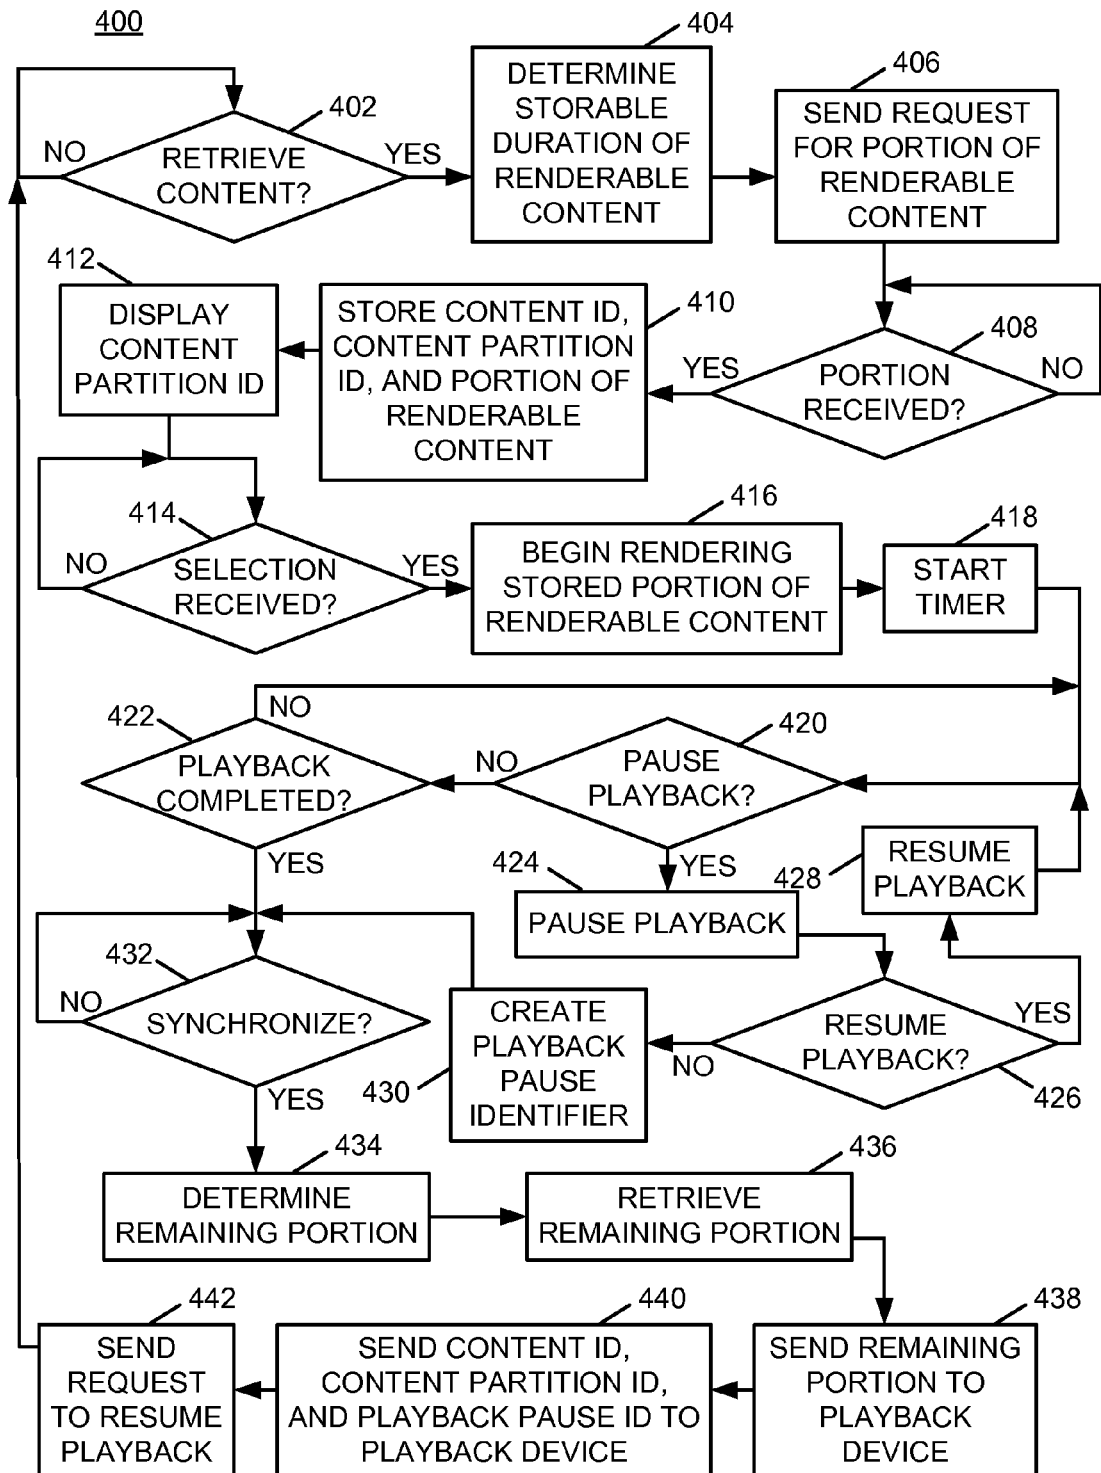 400
402
RETRIEVE
CONTENT?
NO
YES
404
DETERMINE
STORABLE
DURATION OF
RENDERABLE
CONTENT
406
SEND REQUEST
FOR PORTION OF
RENDERABLE
CONTENT
408
PORTION
RECEIVED?
YES
NO
410
STORE CONTENT ID,
CONTENT PARTITION
ID, AND PORTION OF
RENDERABLE
CONTENT
412
DISPLAY
CONTENT
PARTITION ID
414
SELECTION
RECEIVED?
NO
YES
416
BEGIN RENDERING
STORED PORTION OF
RENDERABLE CONTENT
418
START
TIMER
420
PAUSE
PLAYBACK?
NO
YES
422
PLAYBACK
COMPLETED?
NO
YES
424
PAUSE PLAYBACK
426
RESUME
PLAYBACK?
YES
NO
428
RESUME
PLAYBACK
430
CREATE
PLAYBACK
PAUSE
IDENTIFIER
432
SYNCHRONIZE?
NO
YES
434
DETERMINE
REMAINING PORTION
436
RETRIEVE
REMAINING PORTION
438
SEND REMAINING
PORTION TO
PLAYBACK
DEVICE
440
SEND CONTENT ID,
CONTENT PARTITION ID,
AND PLAYBACK PAUSE ID TO
PLAYBACK DEVICE
442
SEND
REQUEST
TO RESUME
PLAYBACK